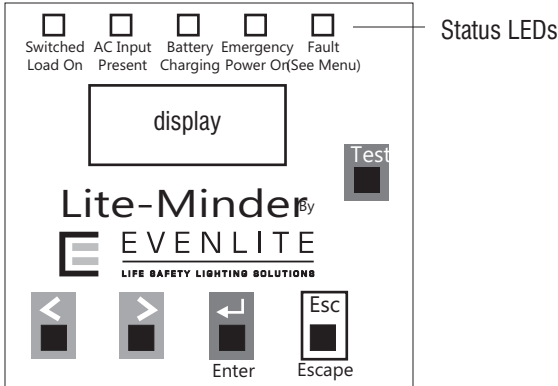 Status LEDs
Switched Load On
AC Input Present
Battery Charging
Emergency Power On
Fault (See Menu)
display
Test
Lite-Minder By
EVENLITE
LIFE SAFETY LIGHTING SOLUTIONS
< >
Esc
Enter Escape